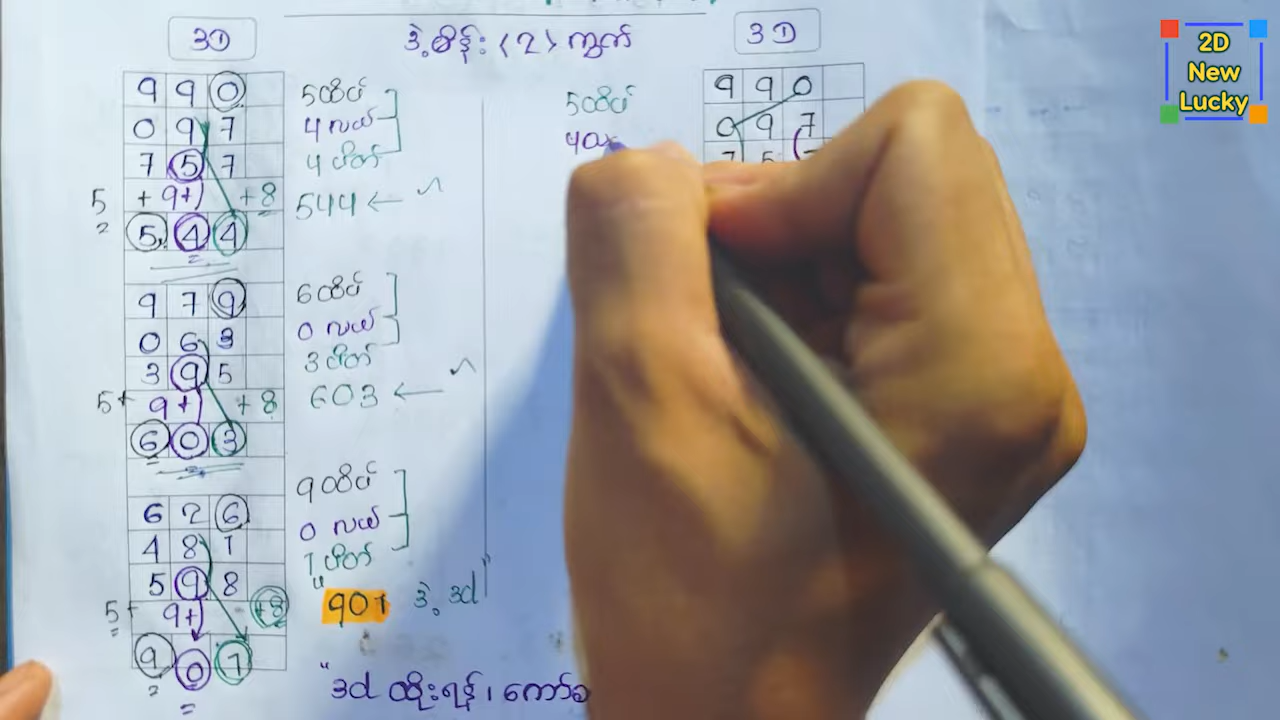 3D
ဒဲ့စိန်း (၇) ကွက်
3D
2D
New
Lucky
9 9 0
0 9 7
7 5 7
5 + 9+ +8
5 4 4
5ထိပ်
4လယ်
4ပိတ်
544 ←
9 7 9
0 6 3
3 9 5
5+ 9+ +8
6 0 3
6ထိပ်
0 လယ်
3ပိတ်
603 ←
6 2 6
4 8 1
5 9 8
5+ 9+ +8
9 0 7
9ထိပ်
0 လယ်
7ပိတ်
907 ဒဲ့ 3d
"3d ထိုးရန် ၊
5ထိပ်
9 9 0
0 9 7